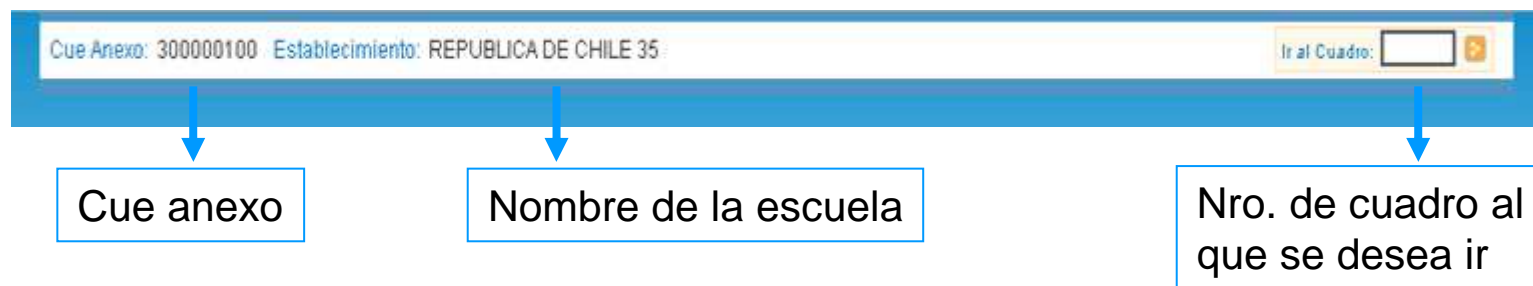 Cue Anexo: 300000100 Establecimiento: REPUBLICA DE CHILE 35 Ir al Cuadro:
Cue anexo
Nombre de la escuela
Nro. de cuadro al
que se desea ir